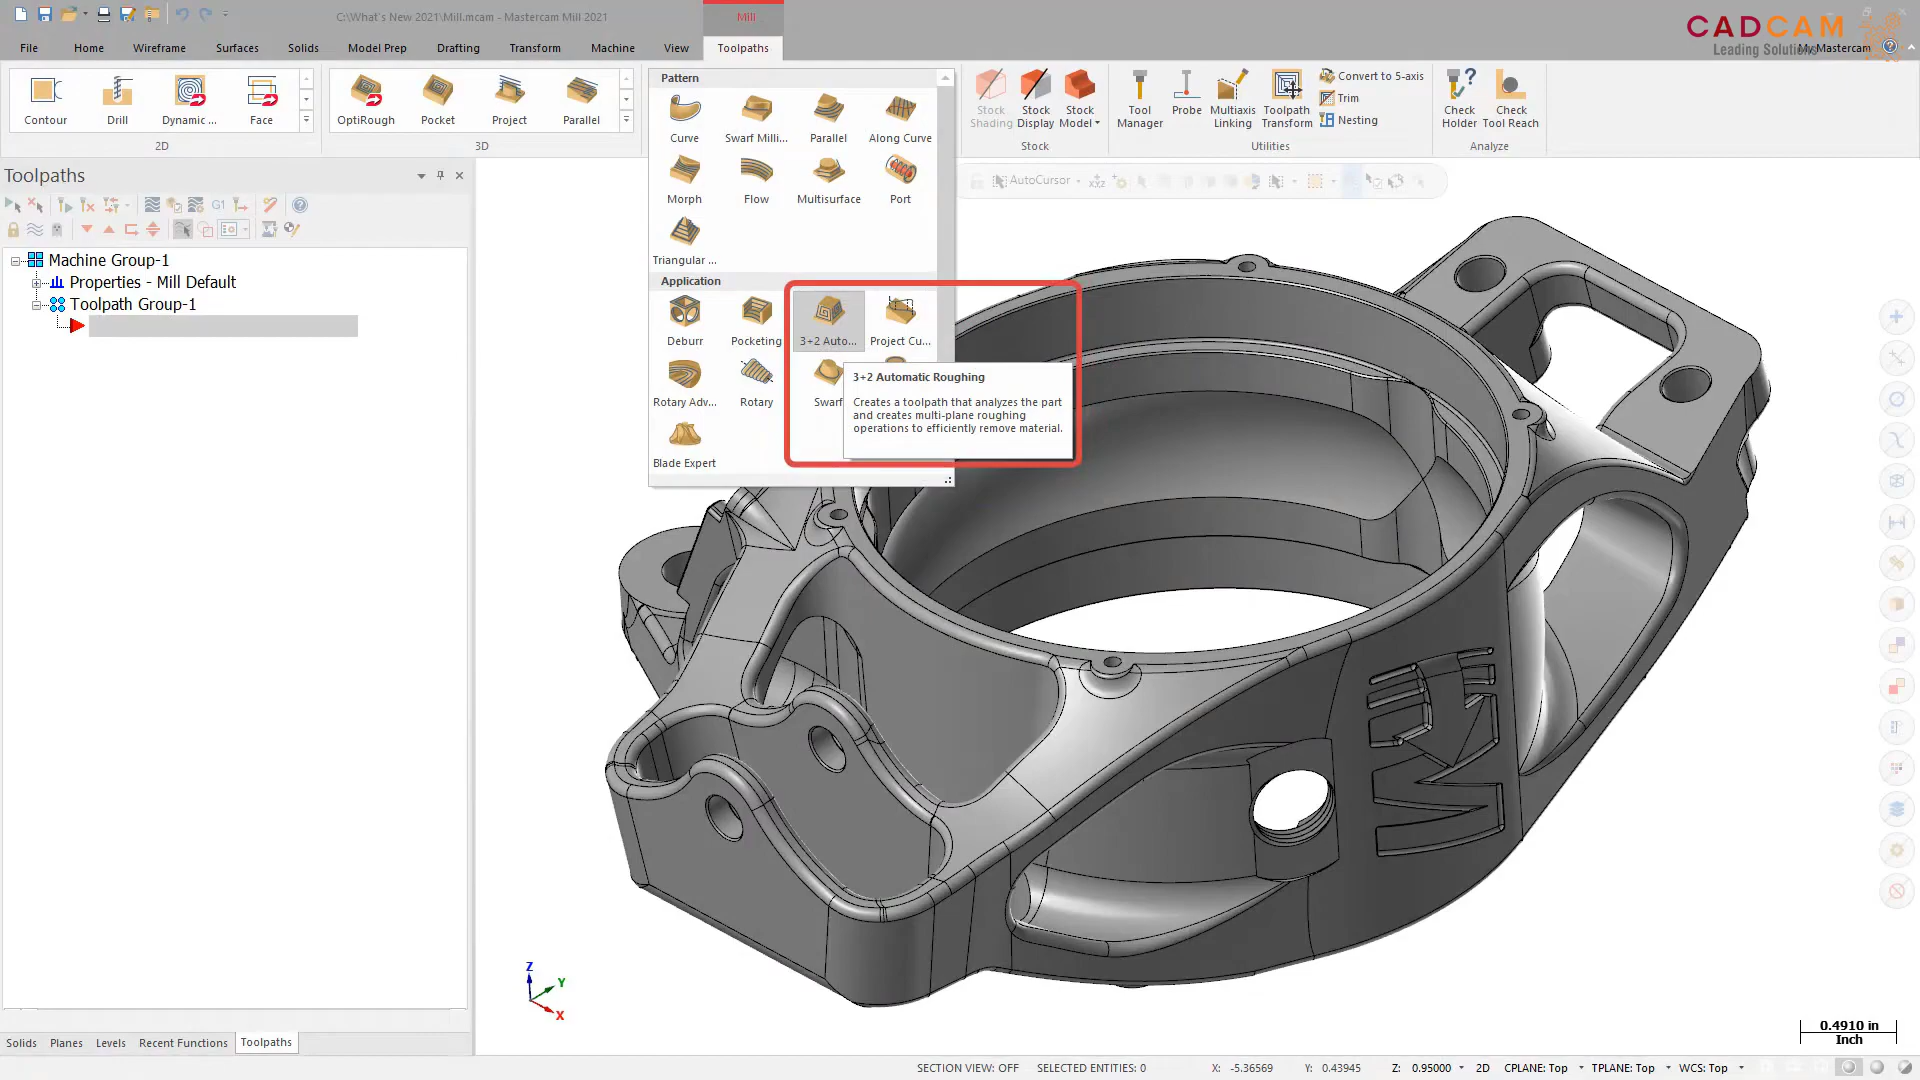 C:\What's New 2021\Mill.mcam - Mastercam Mill 2021
Mill
CADCAM
Leading Solutions
My Mastercam
File Home Wireframe Surfaces Solids Model Prep Drafting Transform Machine View Toolpaths
Contour Drill Dynamic ... Face
2D
OptiRough Pocket Project Parallel
3D
Pattern
Curve Swarf Milli... Parallel Along Curve
Morph Flow Multisurface Port
Triangular ...
Application
Deburr Pocketing 3+2 Auto... Project Cu...
Rotary Adv... Rotary Swarf
Blade Expert
3+2 Automatic Roughing
Creates a toolpath that analyzes the part
and creates multi-plane roughing
operations to efficiently remove material.
Stock Shading Stock Display Stock Model
Stock
Tool Manager Probe Multiaxis Linking Toolpath Transform
Convert to 5-axis
Trim
Nesting
Utilities
Check Holder Check Tool Reach
Analyze
AutoCursor
Toolpaths
G1
Machine Group-1
Properties - Mill Default
Toolpath Group-1
Z
Y
X
0.4910 in
Inch
Solids Planes Levels Recent Functions Toolpaths
SECTION VIEW: OFF SELECTED ENTITIES: 0 X: -5.36569 Y: 0.43945 Z: 0.95000 2D CPLANE: Top TPLANE: Top WCS: Top